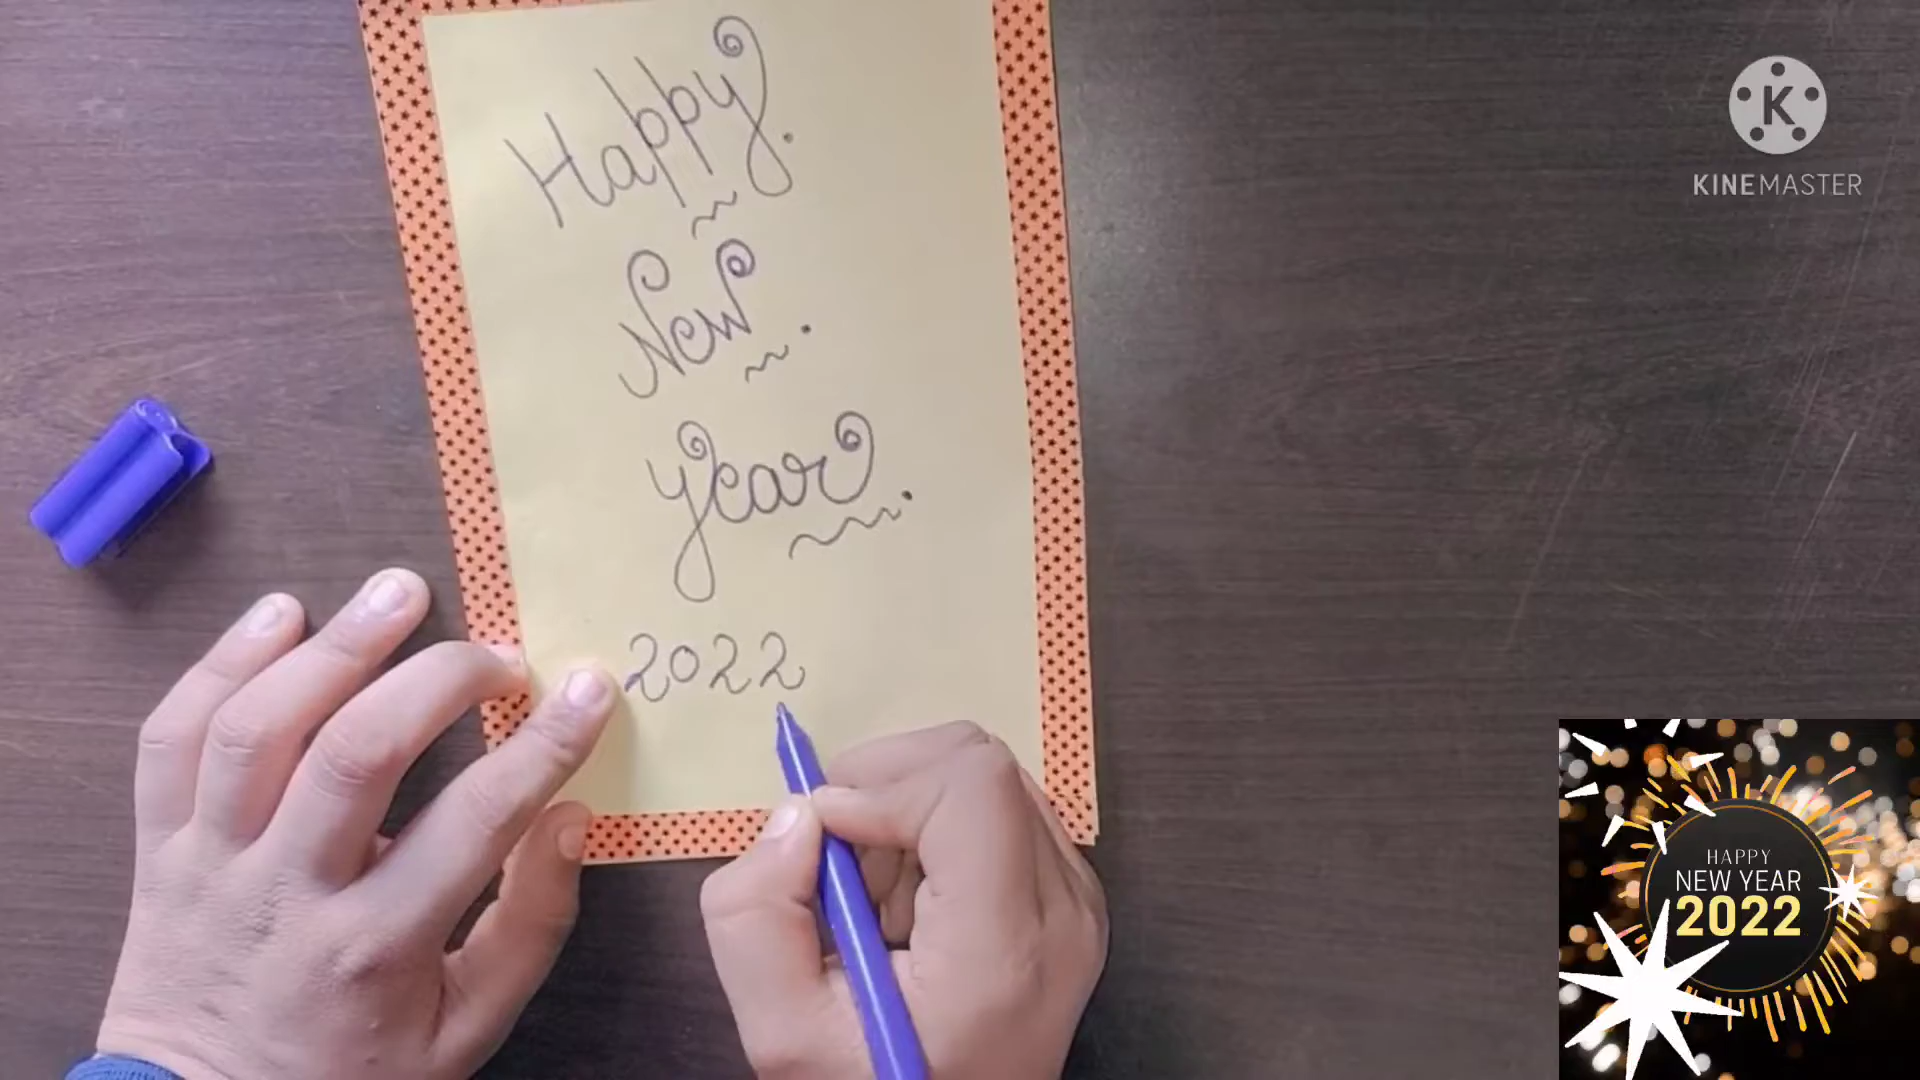 Happy.
New.
year.
2022
K
KINEMASTER
HAPPY
NEW YEAR
2022